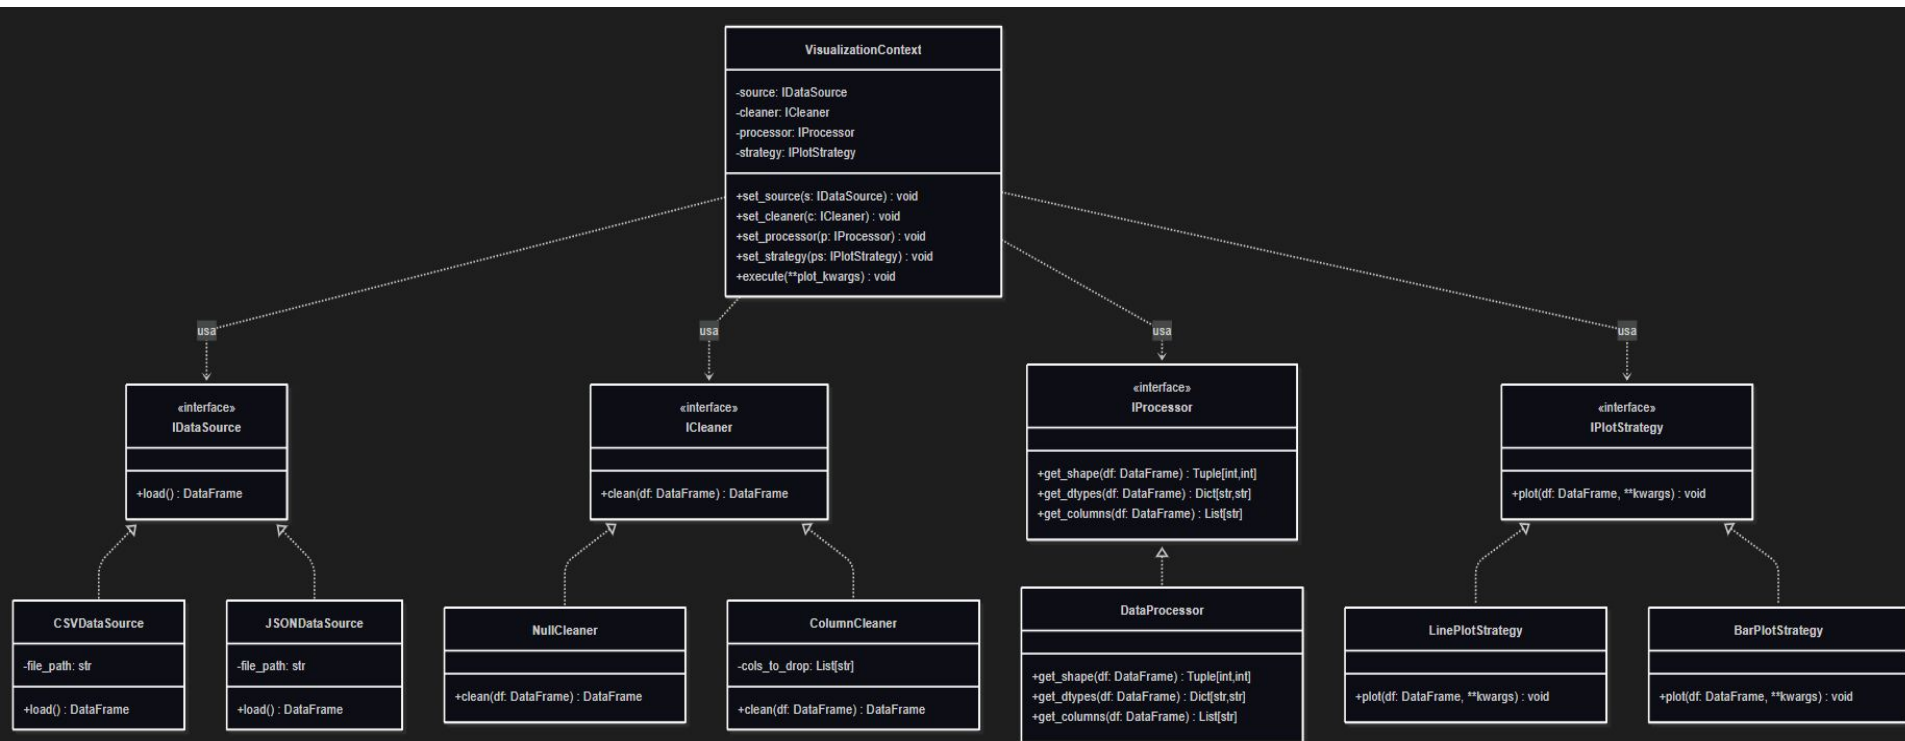 VisualizationContext
-source: IDataSource
-cleaner: ICleaner
-processor: IProcessor
-strategy: IPlotStrategy
+set_source(s: IDataSource) : void
+set_cleaner(c: ICleaner) : void
+set_processor(p: IProcessor) : void
+set_strategy(ps: IPlotStrategy) : void
+execute(**plot_kwargs) : void
usa
usa
usa
usa
«interface»
IDataSource
+load() : DataFrame
«interface»
ICleaner
+clean(df: DataFrame) : DataFrame
«interface»
IProcessor
+get_shape(df: DataFrame) : Tuple[int,int]
+get_dtypes(df: DataFrame) : Dict[str,str]
+get_columns(df: DataFrame) : List[str]
«interface»
IPlotStrategy
+plot(df: DataFrame, **kwargs) : void
CSVDataSource
-file_path: str
+load() : DataFrame
JSONDataSource
-file_path: str
+load() : DataFrame
NullCleaner
+clean(df: DataFrame) : DataFrame
ColumnCleaner
-cols_to_drop: List[str]
+clean(df: DataFrame) : DataFrame
DataProcessor
+get_shape(df: DataFrame) : Tuple[int,int]
+get_dtypes(df: DataFrame) : Dict[str,str]
+get_columns(df: DataFrame) : List[str]
LinePlotStrategy
+plot(df: DataFrame, **kwargs) : void
BarPlotStrategy
+plot(df: DataFrame, **kwargs) : void